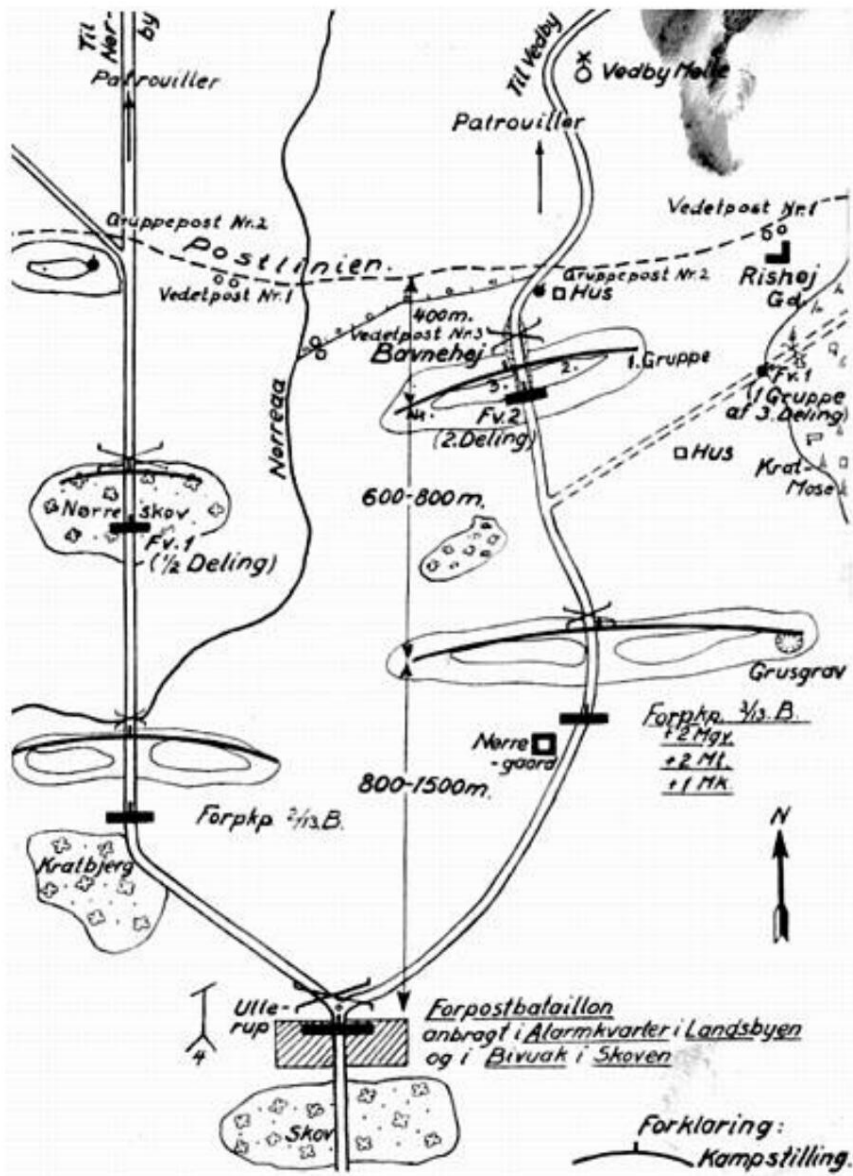 Til Nør-
by
Patrouiller
Til Vedby
Vedby Mølle
Patrouiller
Gruppepost Nr.2
Postlinien.
Vedetpost Nr.1
Vedetpost Nr.1
Rishøj
Gd.
Gruppepost Nr.2
Hus
400m.
Vedetpost Nr.3
Bavnehøj
1.Gruppe
2.
3.
4.
Fv.2
(2.Deling)
Fv.1
(1 Gruppe
af 3. Deling)
Hus
Krat-
Mose
Nørreaa
Nørreskov
Fv.1
(½ Deling)
600-800m.
Grusgrav
Forpkp. 3/13.B.
+2 Mgv.
+2 Mt.
+1 MK
Nørre
-gaard
800-1500m.
Forpkp. 2/13.B.
Kratbjerg
N
Ulle-
rup
4
Forpostbataillon
anbragt i Alarmkvarter i Landsbyen
og i Bivuak i Skoven
Skov
Forklaring:
Kampstilling.